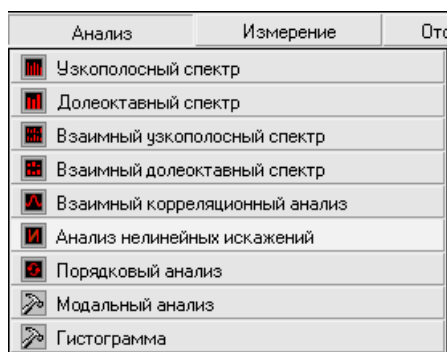 Анализ Измерение Ото
Узкополосный спектр
Долеоктавный спектр
Взаимный узкополосный спектр
Взаимный долеоктавный спектр
Взаимный корреляционный анализ
Анализ нелинейных искажений
Порядковый анализ
Модальный анализ
Гистограмма